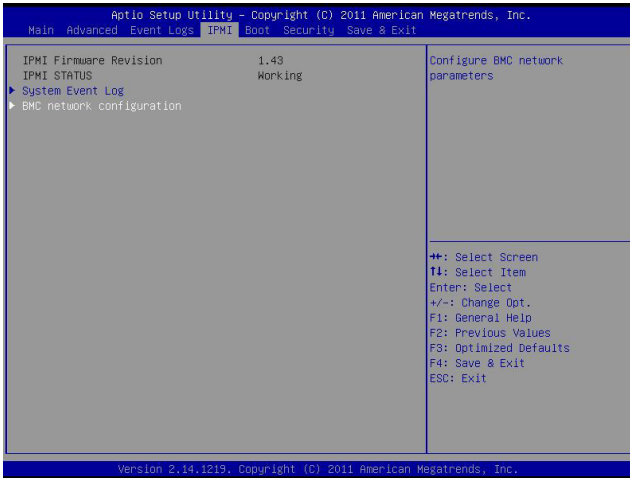 Aptio Setup Utility – Copyright (C) 2011 American Megatrends, Inc.
Main Advanced Event Logs IPMI Boot Security Save & Exit
IPMI Firmware Revision 1.43
IPMI STATUS Working
System Event Log
BMC network configuration
Configure BMC network
parameters
→←: Select Screen
↑↓: Select Item
Enter: Select
+/-: Change Opt.
F1: General Help
F2: Previous Values
F3: Optimized Defaults
F4: Save & Exit
ESC: Exit
Version 2.14.1219. Copyright (C) 2011 American Megatrends, Inc.